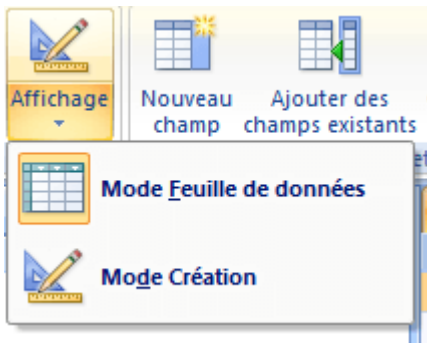 Affichage
Nouveau champ
Ajouter des champs existants
Mode Feuille de données
Mode Création